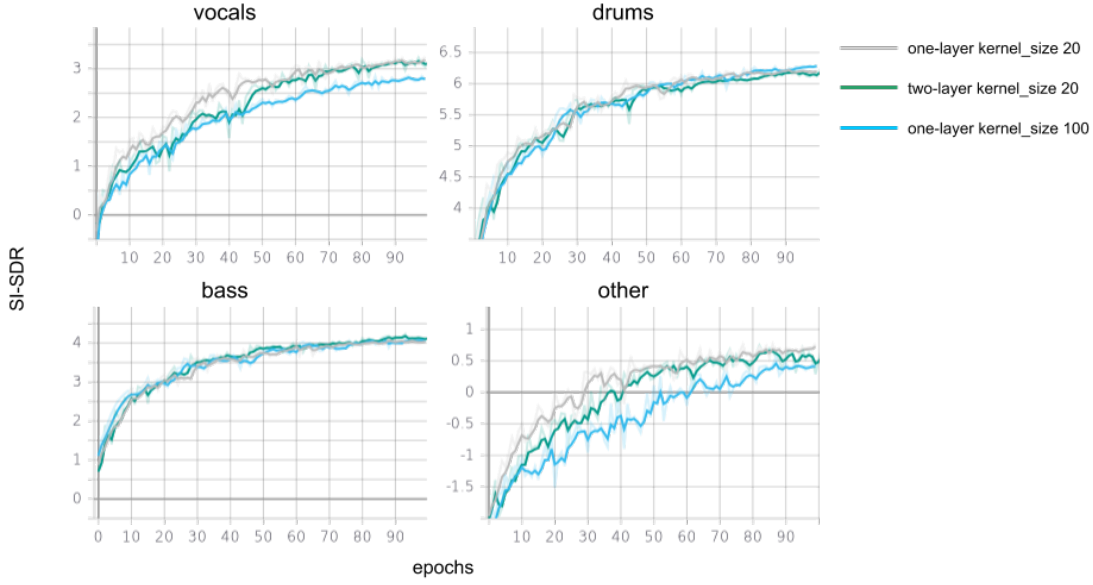 vocals
drums
3
2
1
0
10 20 30 40 50 60 70 80 90
6.5
6
5.5
5
4.5
4
10 20 30 40 50 60 70 80 90
one-layer kernel_size 20
two-layer kernel_size 20
one-layer kernel_size 100
SI-SDR
bass
other
4
3
2
1
0
0 10 20 30 40 50 60 70 80 90
1
0.5
0
-0.5
-1
-1.5
10 20 30 40 50 60 70 80 90
epochs